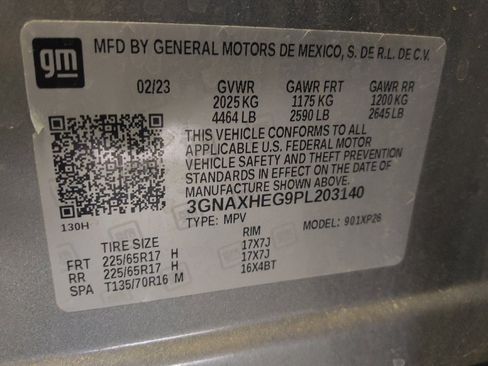 gm
MFD BY GENERAL MOTORS DE MEXICO, S. DE R.L. DE C.V.
02/23 GVWR GAWR FRT GAWR RR
2025 KG 1175 KG 1200 KG
4464 LB 2590 LB 2645 LB
THIS VEHICLE CONFORMS TO ALL
APPLICABLE U.S. FEDERAL MOTOR
VEHICLE SAFETY AND THEFT PREVENTION
STANDARDS IN EFFECT ON THE DATE OF
MANUFACTURE SHOWN ABOVE.
3GNAXHEG9PL203140
130H TYPE: MPV MODEL: 901XP26
TIRE SIZE RIM
FRT 225/65R17 H 17X7J
RR 225/65R17 H 17X7J
SPA T135/70R16 M 16X4BT